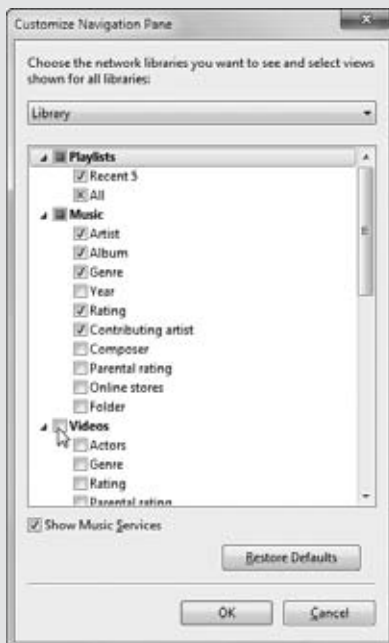 Customize Navigation Pane
Choose the network libraries you want to see and select views
shown for all libraries:
Library
Playlists
Recent 5
All
Music
Artist
Album
Genre
Year
Rating
Contributing artist
Composer
Parental rating
Online stores
Folder
Videos
Actors
Genre
Rating
Parental rating
Show Music Services
Restore Defaults
OK
Cancel